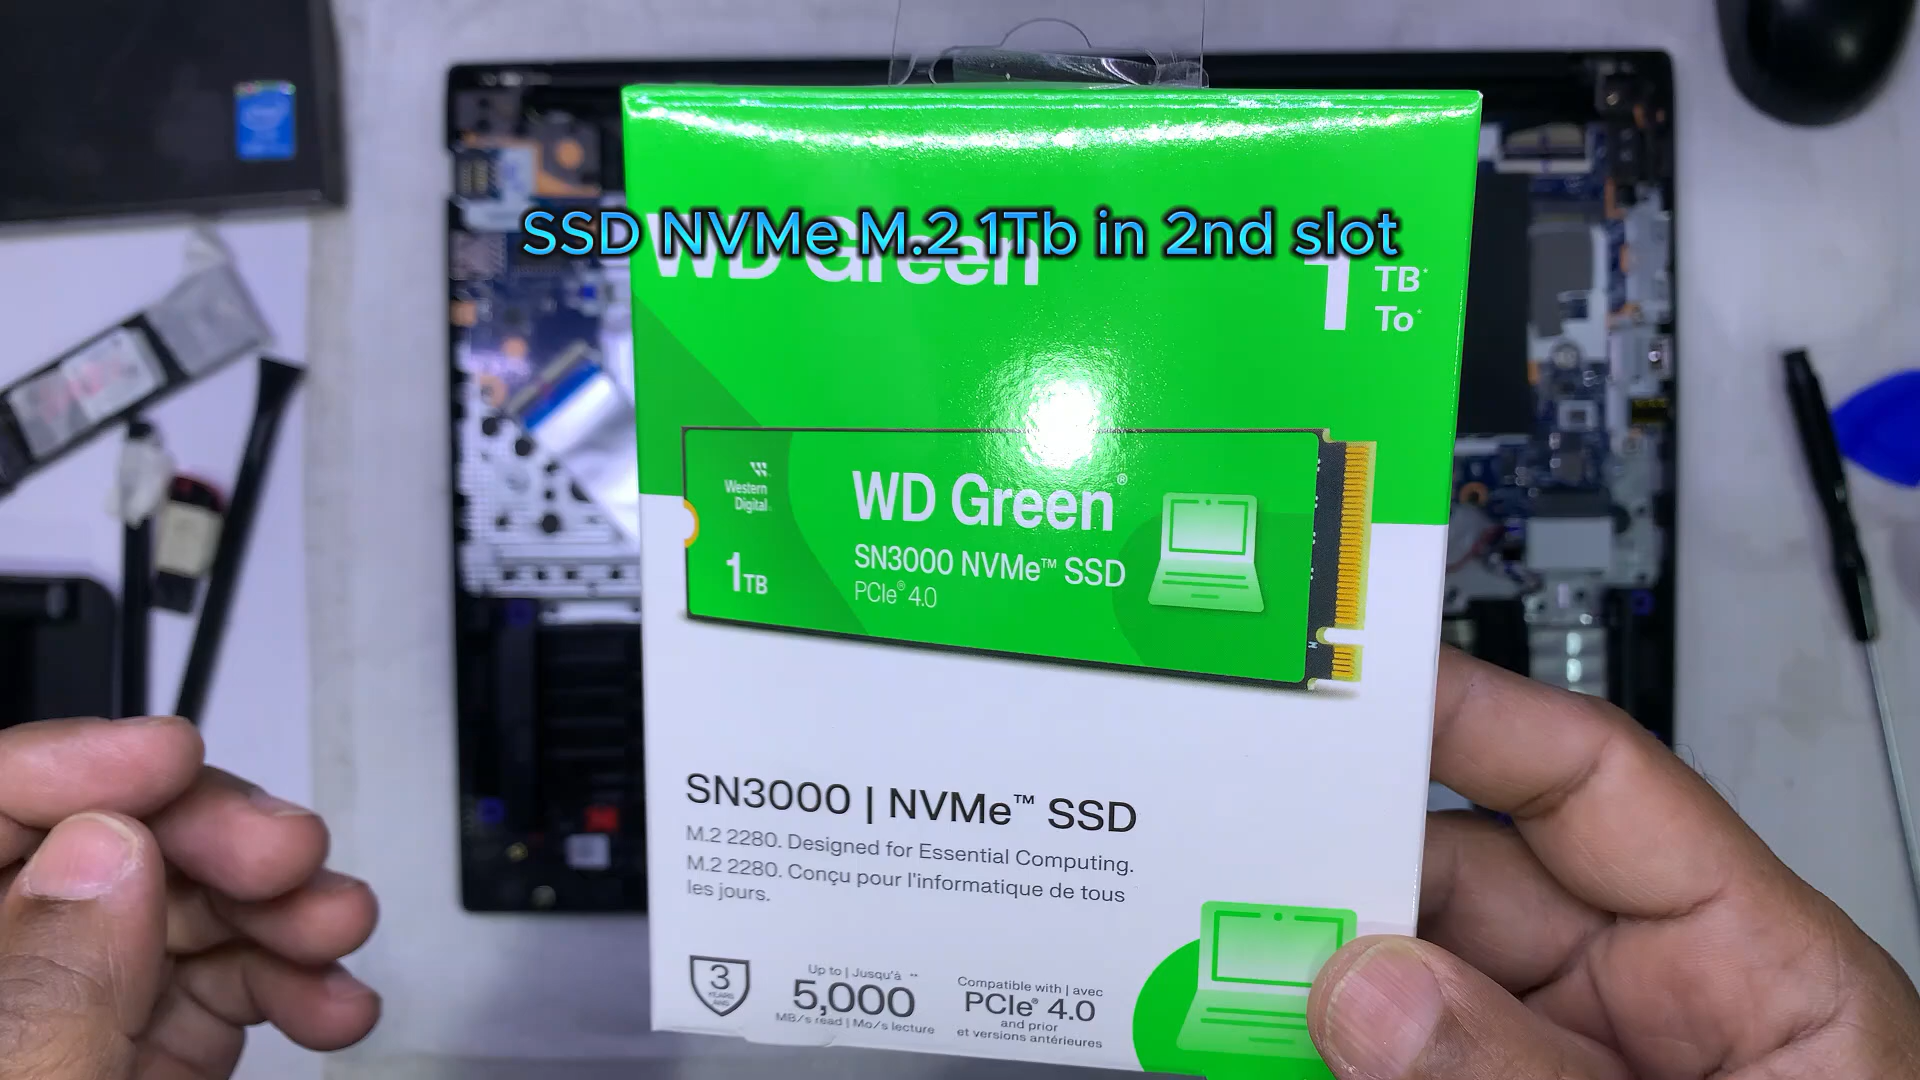 SSD NVMe M.2 1Tb in 2nd slot
WD Green
1 TB*
To*
Western
Digital
1TB
WD Green®
SN3000 NVMe™ SSD
PCIe® 4.0
M
SN3000 | NVMe™ SSD
M.2 2280. Designed for Essential Computing.
M.2 2280. Conçu pour l'informatique de tous
les jours.
3
YEARS
ANS
Up to | Jusqu'à **
5,000
MB/s read | Mo/s lecture
Compatible with | avec
PCIe® 4.0
and prior
et versions antérieures